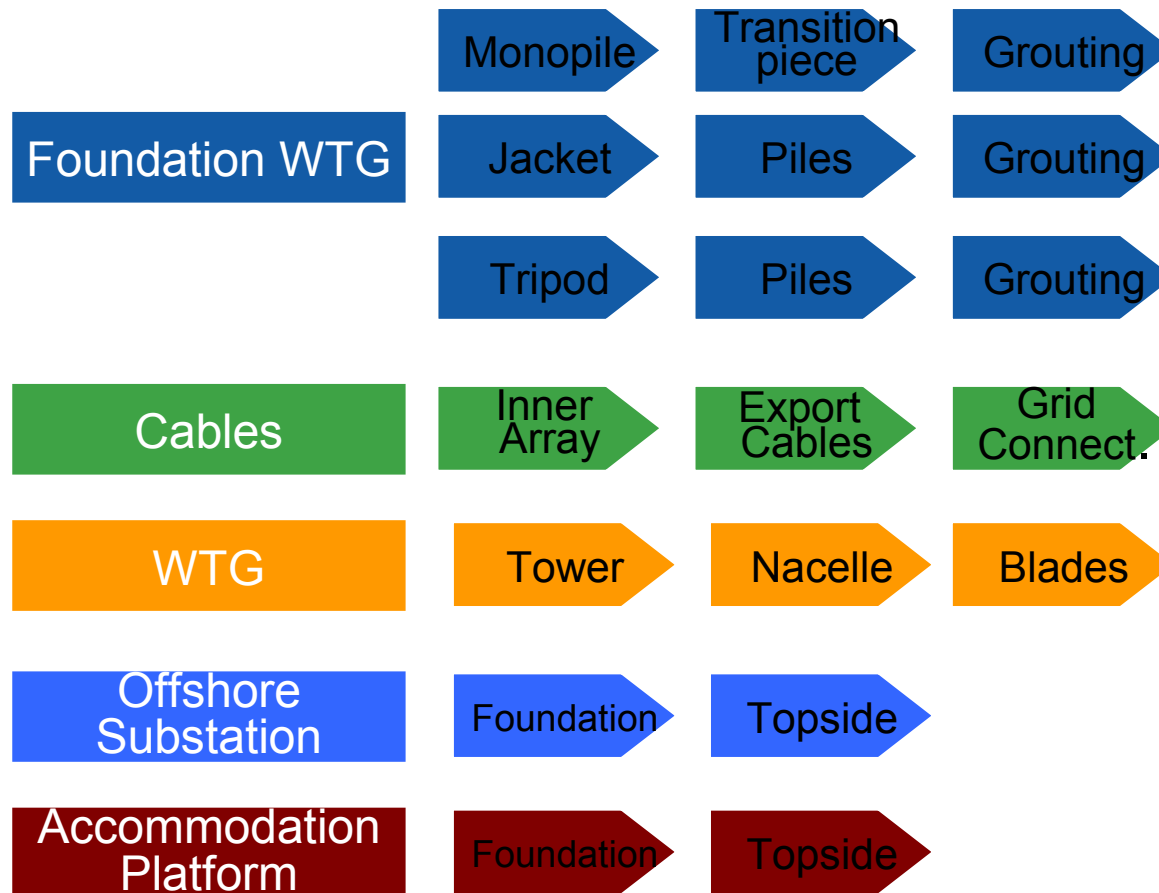 Monopile
Transition
piece
Grouting
Foundation WTG
Jacket
Piles
Grouting
Tripod
Piles
Grouting
Cables
Inner
Array
Export
Cables
Grid
Connect.
WTG
Tower
Nacelle
Blades
Offshore
Substation
Foundation
Topside
Accommodation
Platform
Foundation
Topside